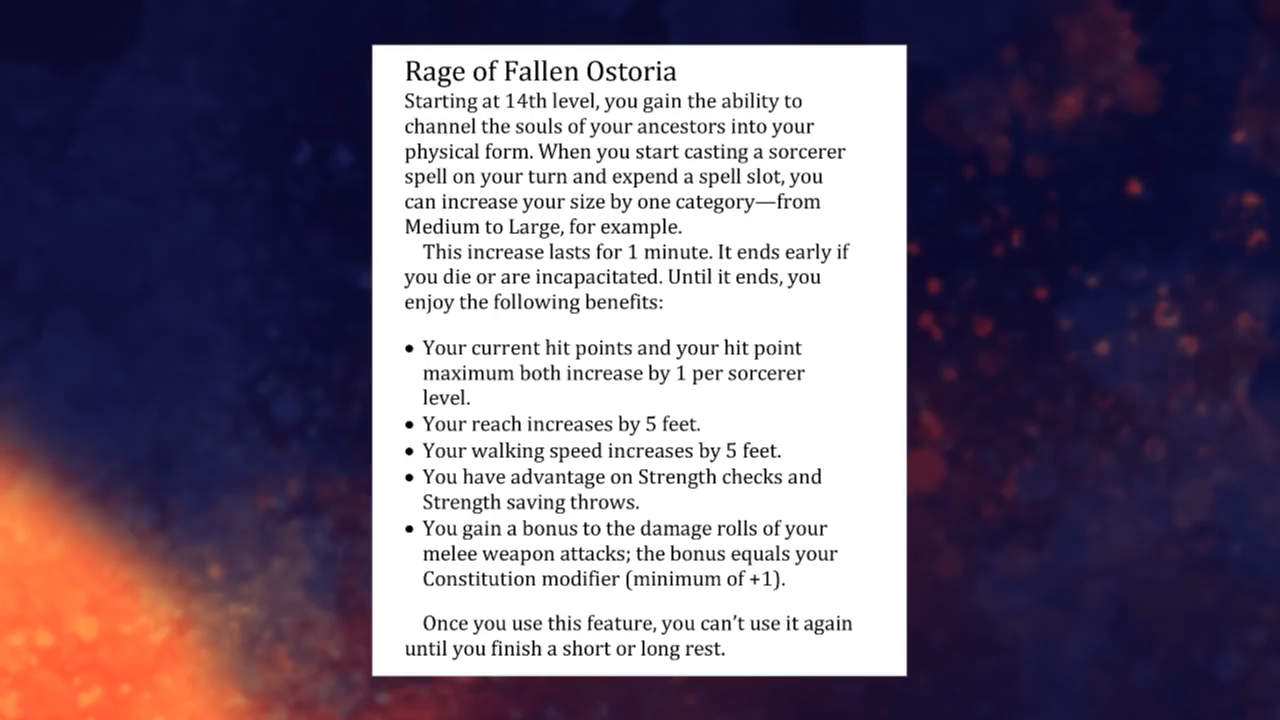 Rage of Fallen Ostoria
Starting at 14th level, you gain the ability to
channel the souls of your ancestors into your
physical form. When you start casting a sorcerer
spell on your turn and expend a spell slot, you
can increase your size by one category—from
Medium to Large, for example.
This increase lasts for 1 minute. It ends early if
you die or are incapacitated. Until it ends, you
enjoy the following benefits:
• Your current hit points and your hit point
maximum both increase by 1 per sorcerer
level.
• Your reach increases by 5 feet.
• Your walking speed increases by 5 feet.
• You have advantage on Strength checks and
Strength saving throws.
• You gain a bonus to the damage rolls of your
melee weapon attacks; the bonus equals your
Constitution modifier (minimum of +1).
Once you use this feature, you can’t use it again
until you finish a short or long rest.